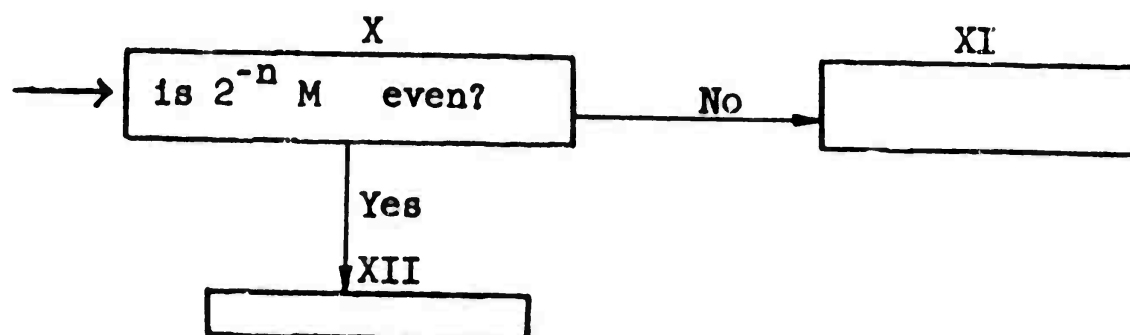 X
XI
is 2^-n M even?
No
Yes
XII